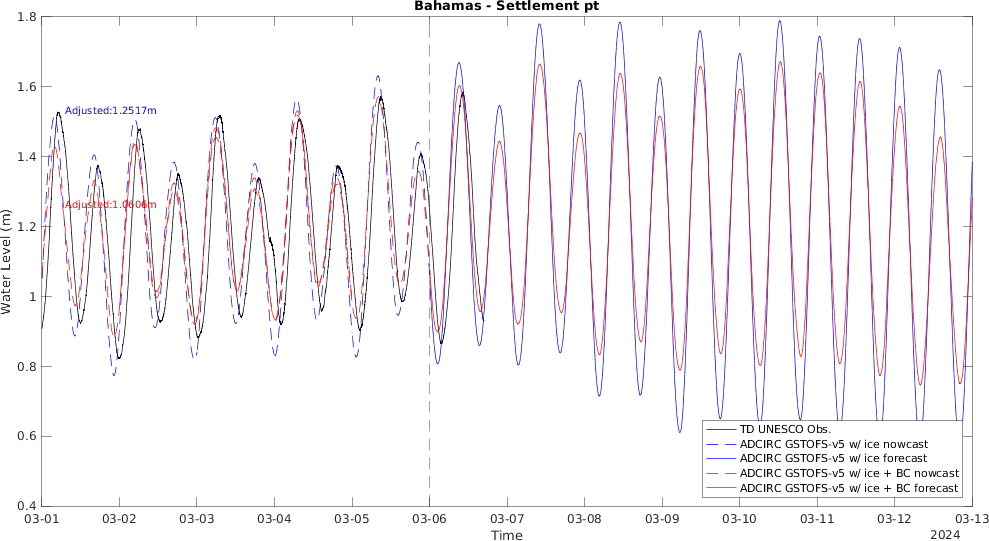 Bahamas - Settlement pt
1.8
1.6
1.4
1.2
1
0.8
0.6
0.4
Water Level (m)
Adjusted:1.2517m
Adjusted:1.0606m
TD UNESCO Obs.
ADCIRC GSTOFS-v5 w/ ice nowcast
ADCIRC GSTOFS-v5 w/ ice forecast
ADCIRC GSTOFS-v5 w/ ice + BC nowcast
ADCIRC GSTOFS-v5 w/ ice + BC forecast
03-01 03-02 03-03 03-04 03-05 03-06 03-07 03-08 03-09 03-10 03-11 03-12 03-13
Time
2024